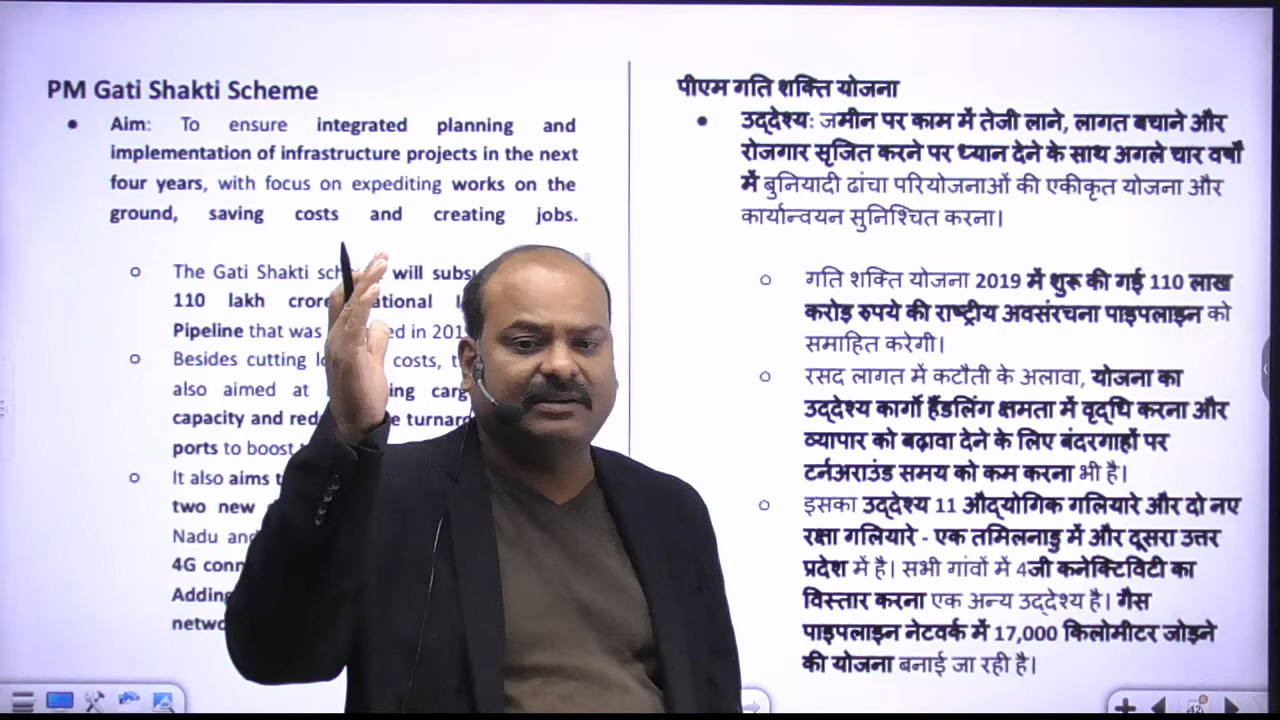 PM Gati Shakti Scheme
• Aim: To ensure integrated planning and
implementation of infrastructure projects in the next
four years, with focus on expediting works on the
ground, saving costs and creating jobs.
o The Gati Shakti will
110 lakh
Pipeline that was in
Besides cutting costs,
also aimed at
capacity and
ports to boost
o It also aims
two new
Nadu
4G
Adding
पीएम गति शक्ति योजना
• उद्देश्य: जमीन पर काम में तेजी लाने, लागत बचाने और
रोजगार सृजित करने पर ध्यान देने के साथ अगले चार वर्षों
में बुनियादी ढांचा परियोजनाओं की एकीकृत योजना और
कार्यान्वयन सुनिश्चित करना।
o गति शक्ति योजना 2019 में शुरू की गई 110 लाख
करोड़ रुपये की राष्ट्रीय अवसंरचना पाइपलाइन को
समाहित करेगी।
o रसद लागत में कटौती के अलावा, योजना का
उद्देश्य कार्गो हैंडलिंग क्षमता में वृद्धि करना और
व्यापार को बढ़ावा देने के लिए बंदरगाहों पर
टर्नअराउंड समय को कम करना भी है।
o इसका उद्देश्य 11 औद्योगिक गलियारे और दो नए
रक्षा गलियारे - एक तमिलनाडु में और दूसरा उत्तर
प्रदेश में है। सभी गांवों में 4जी कनेक्टिविटी का
विस्तार करना एक अन्य उद्देश्य है। गैस
पाइपलाइन नेटवर्क में 17,000 किलोमीटर जोड़ने
की योजना बनाई जा रही है।
42